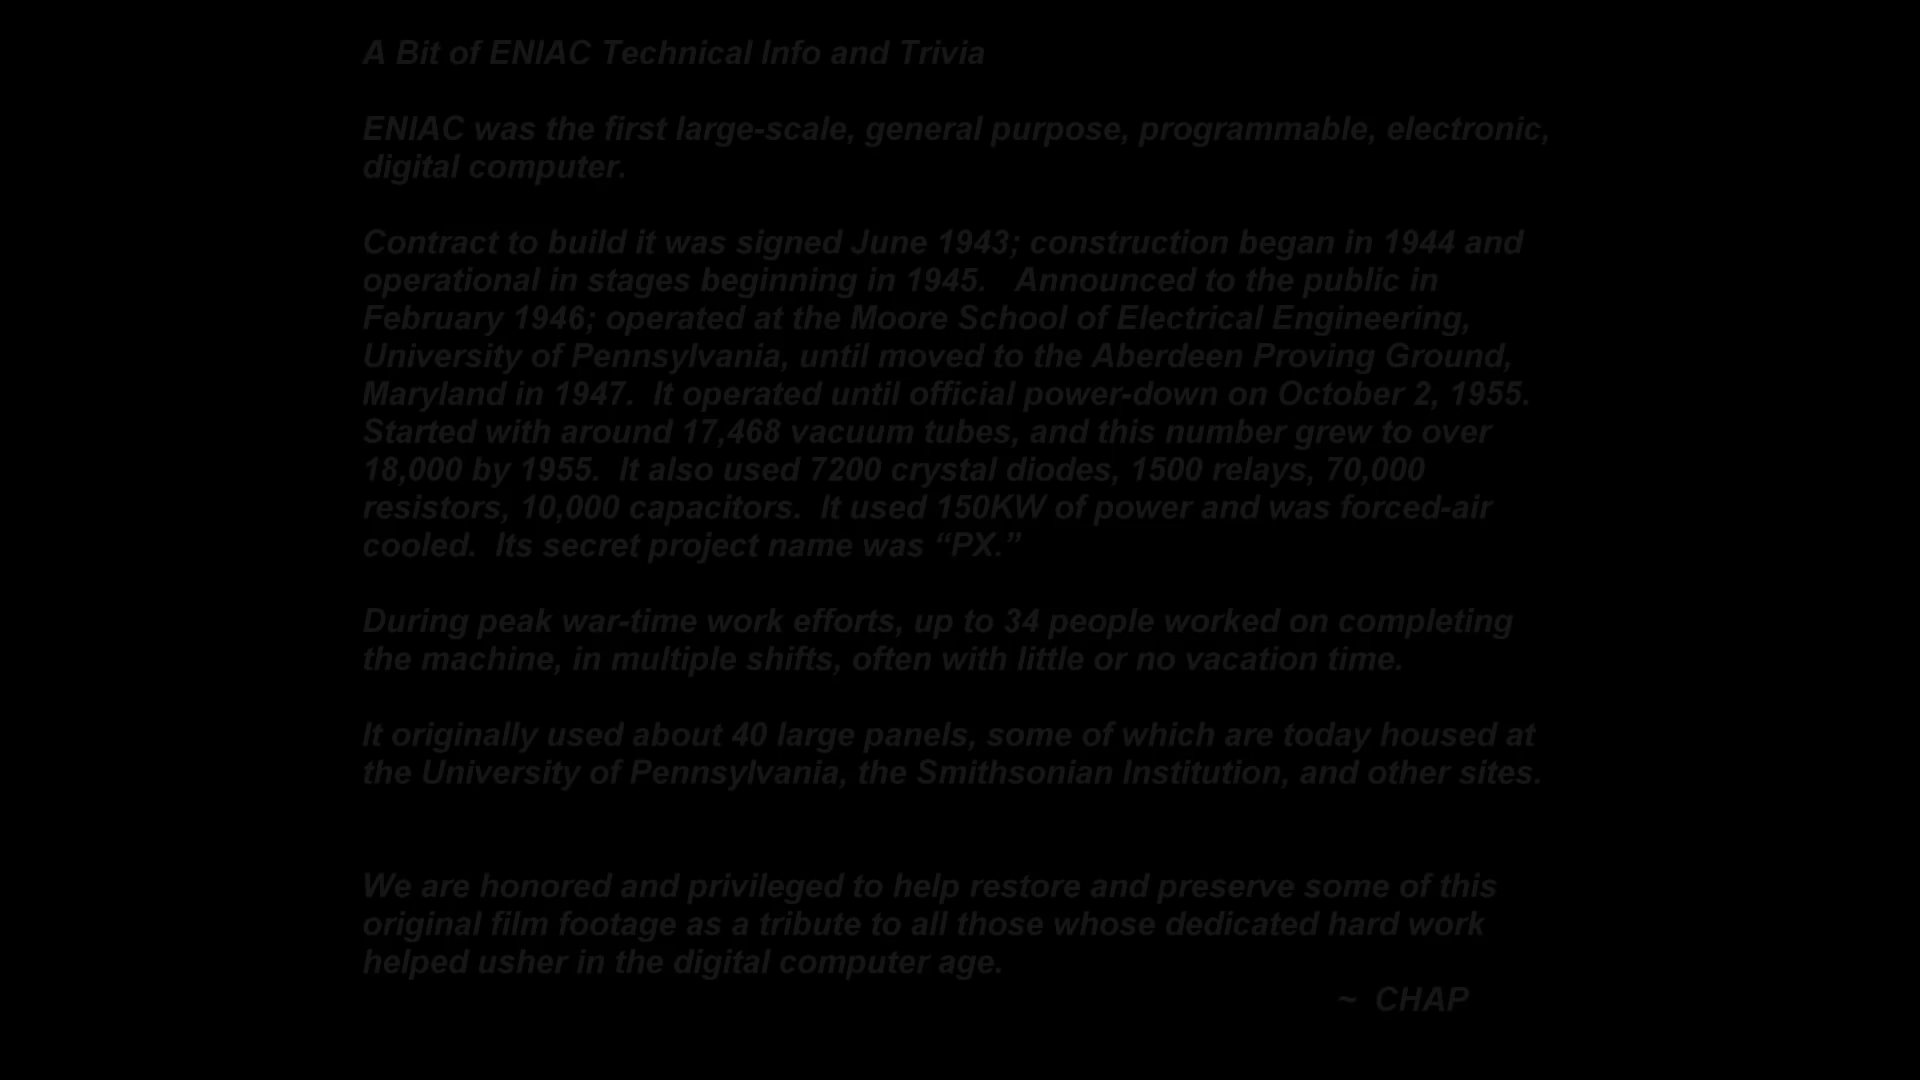 A Bit of ENIAC Technical Info and Trivia
ENIAC was the first large-scale, general purpose, programmable, electronic,
digital computer.
Contract to build it was signed June 1943; construction began in 1944 and
operational in stages beginning in 1945.   Announced to the public in
February 1946; operated at the Moore School of Electrical Engineering,
University of Pennsylvania, until moved to the Aberdeen Proving Ground,
Maryland in 1947.  It operated until official power-down on October 2, 1955.
Started with around 17,468 vacuum tubes, and this number grew to over
18,000 by 1955.  It also used 7200 crystal diodes, 1500 relays, 70,000
resistors, 10,000 capacitors.  It used 150KW of power and was forced-air
cooled.  Its secret project name was “PX.”
During peak war-time work efforts, up to 34 people worked on completing
the machine, in multiple shifts, often with little or no vacation time.
It originally used about 40 large panels, some of which are today housed at
the University of Pennsylvania, the Smithsonian Institution, and other sites.
We are honored and privileged to help restore and preserve some of this
original film footage as a tribute to all those whose dedicated hard work
helped usher in the digital computer age.
~  CHAP